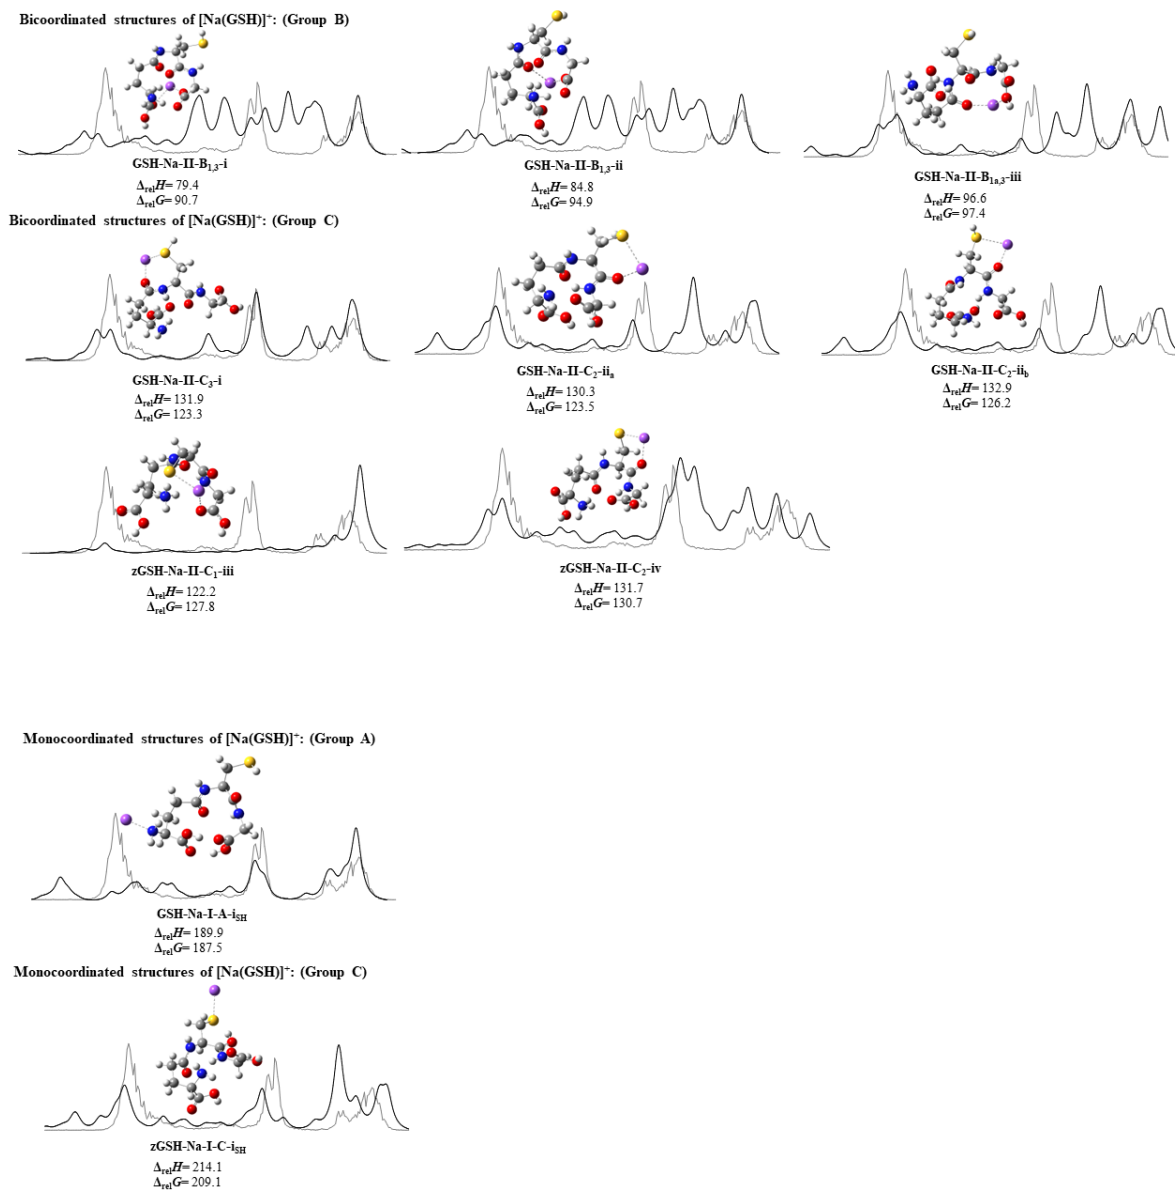 Bicoordinated structures of [Na(GSH)]⁺: (Group B)
GSH-Na-II-B₁,₃-i
ΔrelH= 79.4
ΔrelG= 90.7
GSH-Na-II-B₁,₃-ii
ΔrelH= 84.8
ΔrelG= 94.9
GSH-Na-II-B₁ₐ,₃-iii
ΔrelH= 96.6
ΔrelG= 97.4
Bicoordinated structures of [Na(GSH)]⁺: (Group C)
GSH-Na-II-C₃-i
ΔrelH= 131.9
ΔrelG= 123.3
GSH-Na-II-C₂-iiₐ
ΔrelH= 130.3
ΔrelG= 123.5
GSH-Na-II-C₂-iib
ΔrelH= 132.9
ΔrelG= 126.2
zGSH-Na-II-C₁-iii
ΔrelH= 122.2
ΔrelG= 127.8
zGSH-Na-II-C₂-iv
ΔrelH= 131.7
ΔrelG= 130.7
Monocoordinated structures of [Na(GSH)]⁺: (Group A)
GSH-Na-I-A-iSH
ΔrelH= 189.9
ΔrelG= 187.5
Monocoordinated structures of [Na(GSH)]⁺: (Group C)
zGSH-Na-I-C-iSH
ΔrelH= 214.1
ΔrelG= 209.1